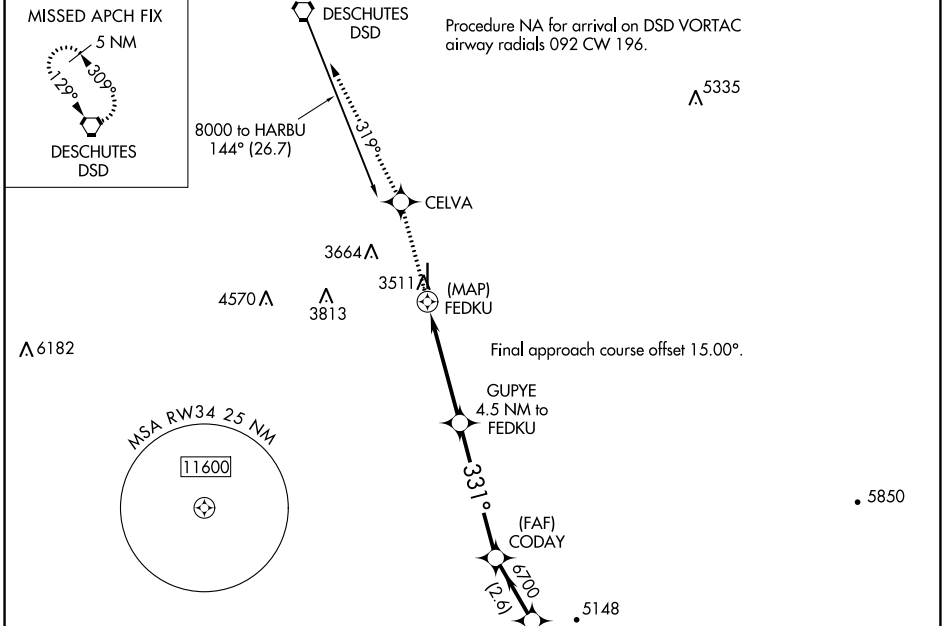 MISSED APCH FIX
5 NM
309°
129°
DESCHUTES
DSD
DESCHUTES
DSD
Procedure NA for arrival on DSD VORTAC
airway radials 092 CW 196.
5335
8000 to HARBU
144° (26.7)
319°
CELVA
3664
3511
(MAP)
FEDKU
4570
3813
6182
Final approach course offset 15.00°.
GUPYE
4.5 NM to
FEDKU
MSA RW34 25 NM
11600
331°
5850
(FAF)
CODAY
6700
(2.6)
5148